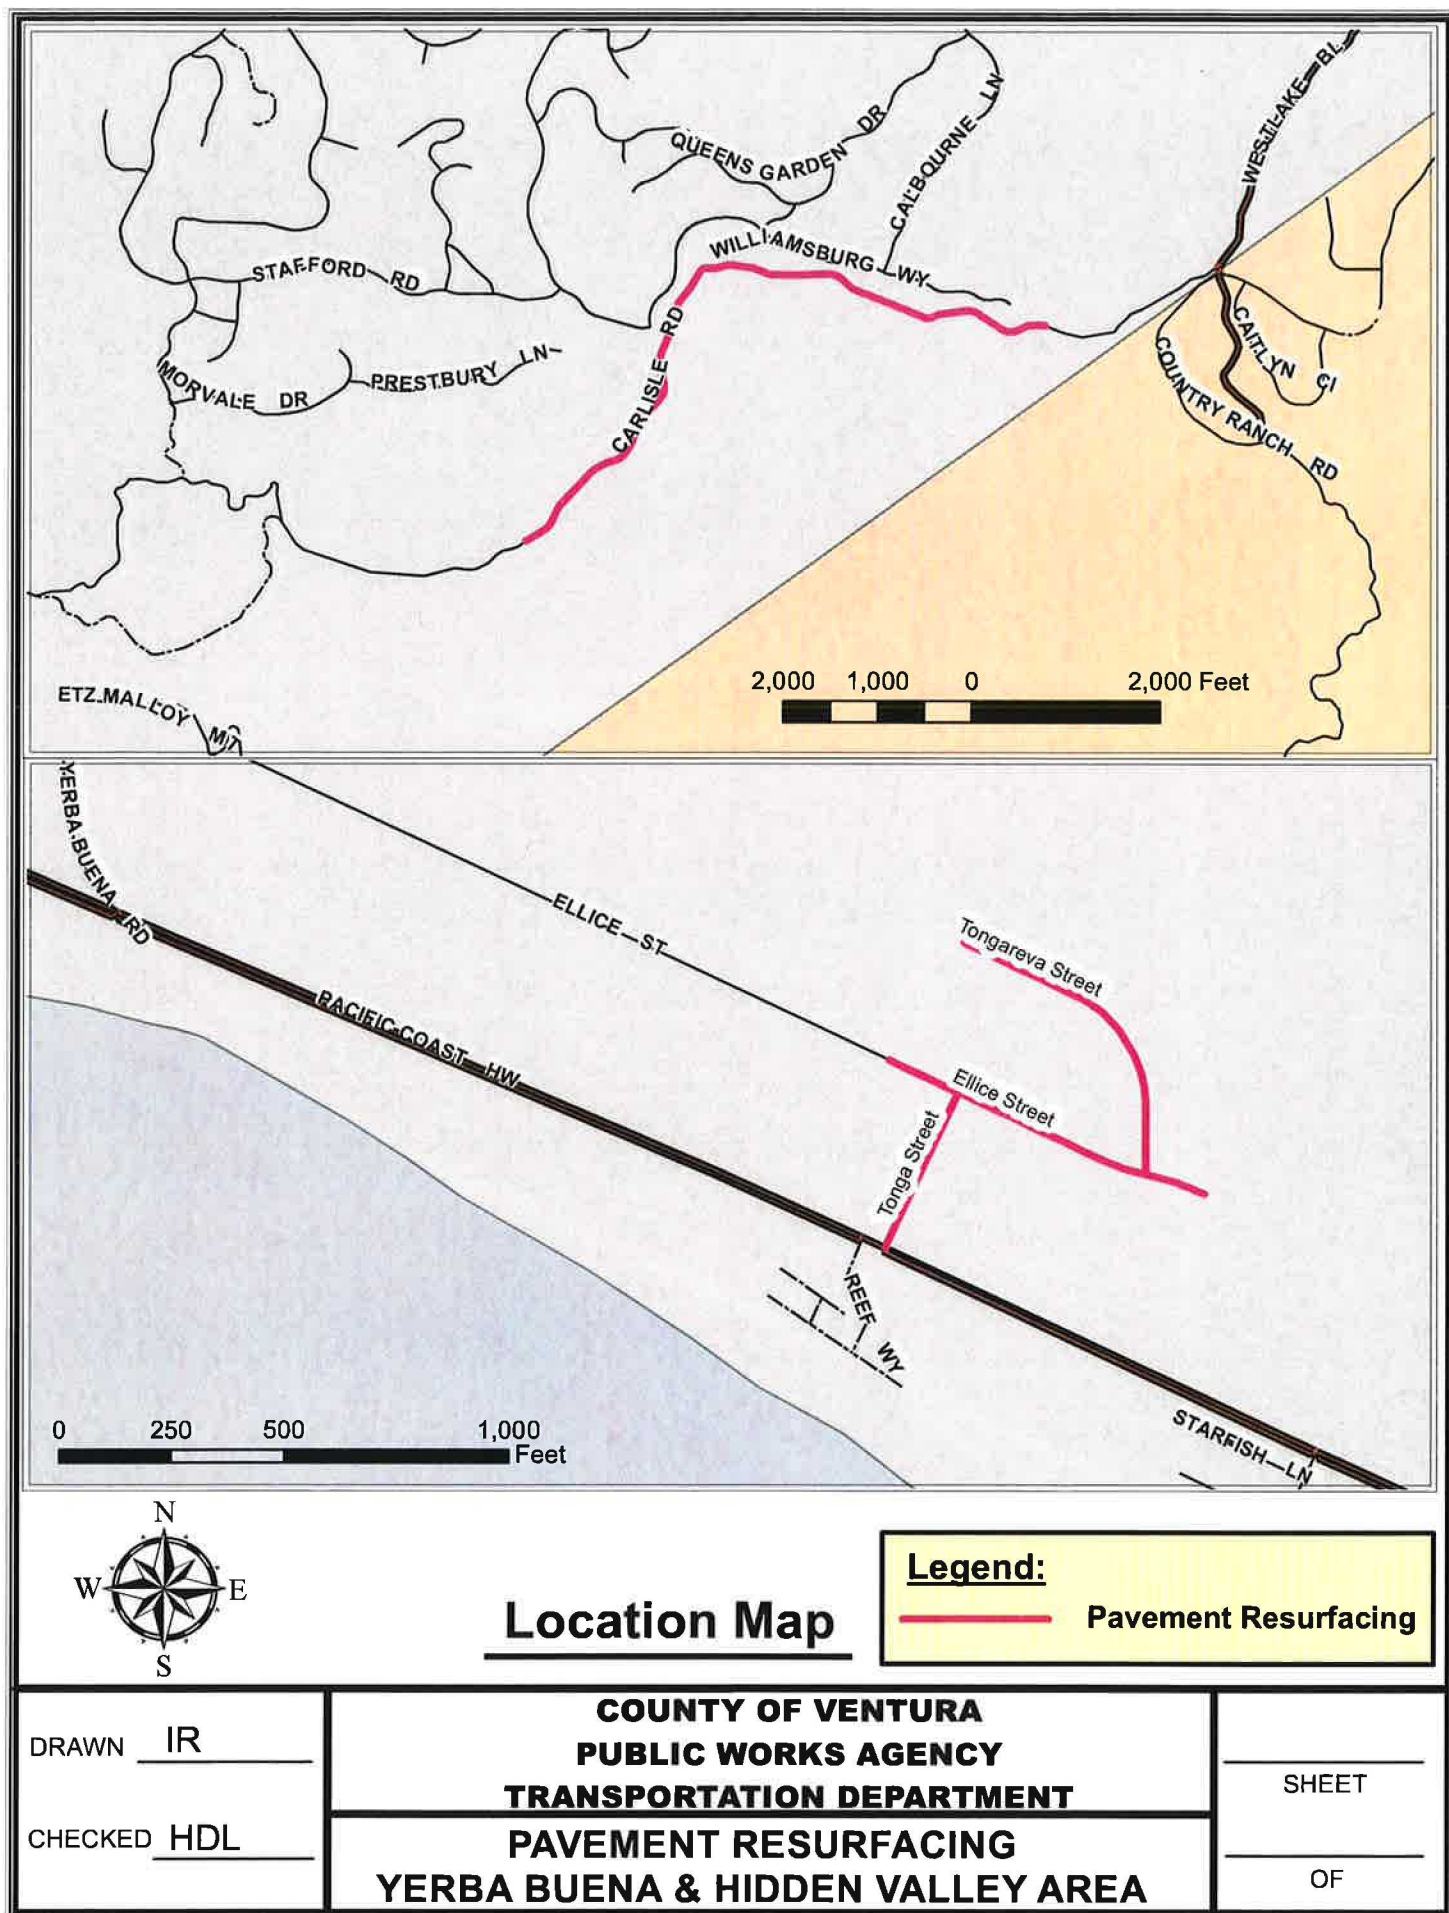 WESTLAKE BL
QUEENS GARDEN DR
CALBOURNE LN
WILLIAMSBURG WY
STAFFORD RD
CARLISLE RD
CAITLYN CI
COUNTRY RANCH RD
MORVALE DR
PRESTBURY LN
2,000 1,000 0 2,000 Feet
ETZ MALLOY MT
YERBA BUENA RD
ELLICE ST
Tongareva Street
PACIFIC COAST HW
Ellice Street
Tonga Street
REEF WY
STARFISH LN
0 250 500 1,000
Feet
N
W E
S
Location Map
Legend:
Pavement Resurfacing
DRAWN IR
CHECKED HDL
COUNTY OF VENTURA
PUBLIC WORKS AGENCY
TRANSPORTATION DEPARTMENT
PAVEMENT RESURFACING
YERBA BUENA & HIDDEN VALLEY AREA
SHEET
OF